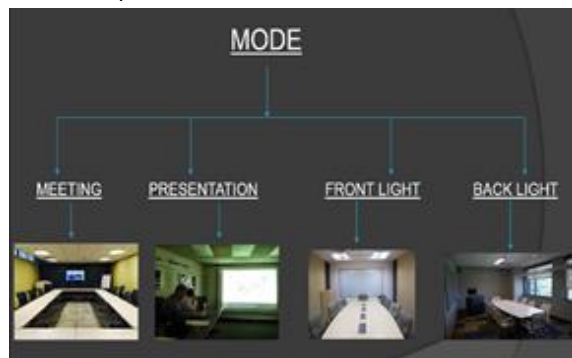 MODE
MEETING
PRESENTATION
FRONT LIGHT
BACK LIGHT